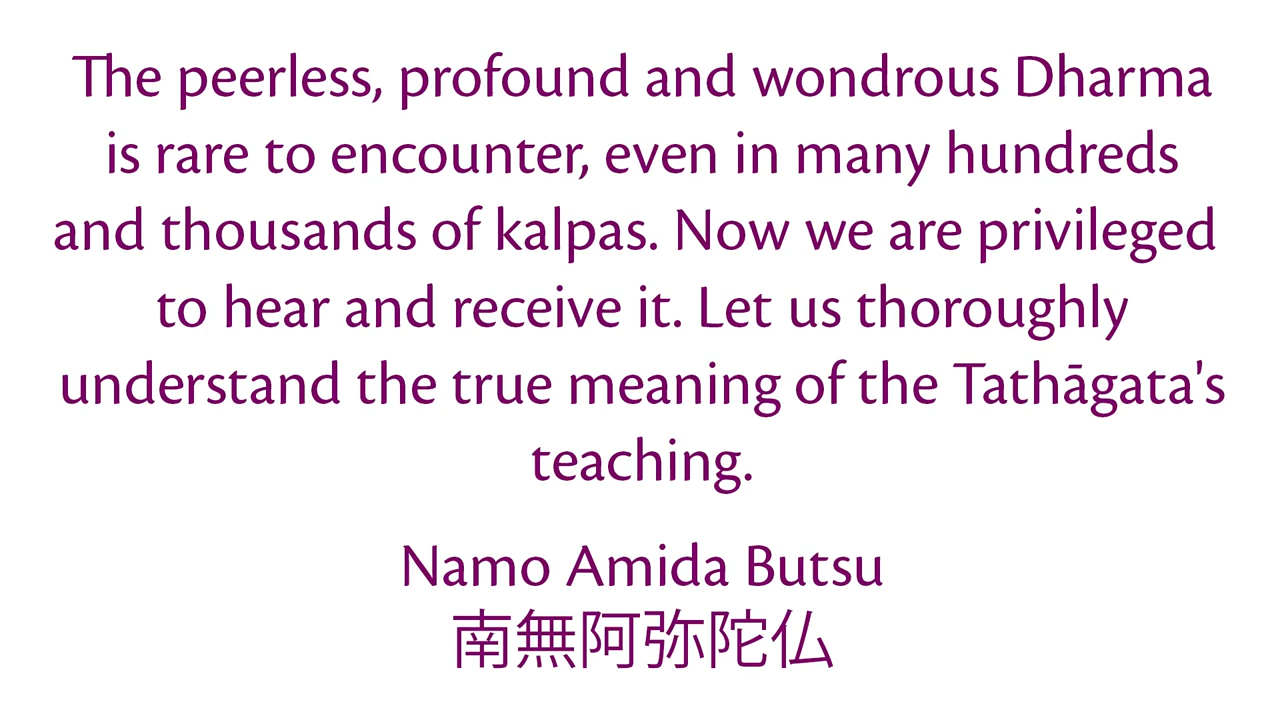 The peerless, profound and wondrous Dharma
is rare to encounter, even in many hundreds
and thousands of kalpas. Now we are privileged
to hear and receive it. Let us thoroughly
understand the true meaning of the Tathāgata's
teaching.
Namo Amida Butsu
南無阿弥陀仏